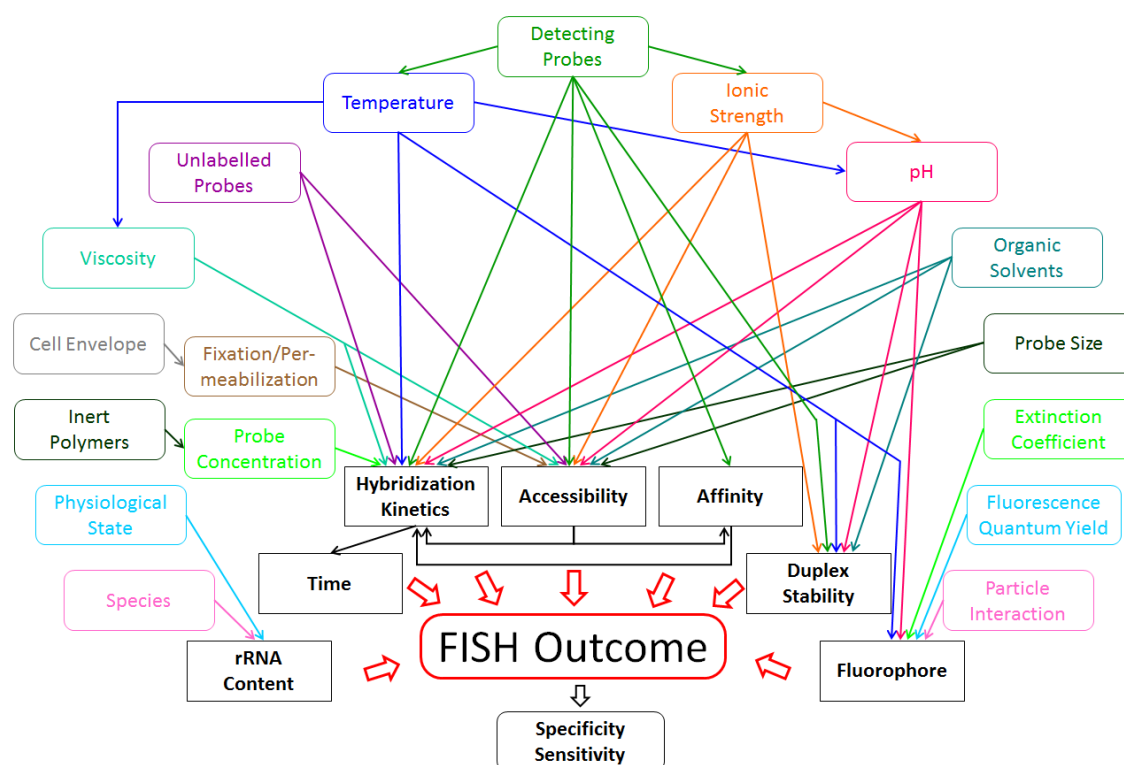 Detecting
Probes
Temperature
Ionic
Strength
Unlabelled
Probes
pH
Viscosity
Organic
Solvents
Cell Envelope
Fixation/Per-
meabilization
Probe Size
Inert
Polymers
Probe
Concentration
Extinction
Coefficient
Hybridization
Kinetics
Accessibility
Affinity
Physiological
State
Fluorescence
Quantum Yield
Time
Duplex
Stability
Species
Particle
Interaction
rRNA
Content
FISH Outcome
Fluorophore
Specificity
Sensitivity